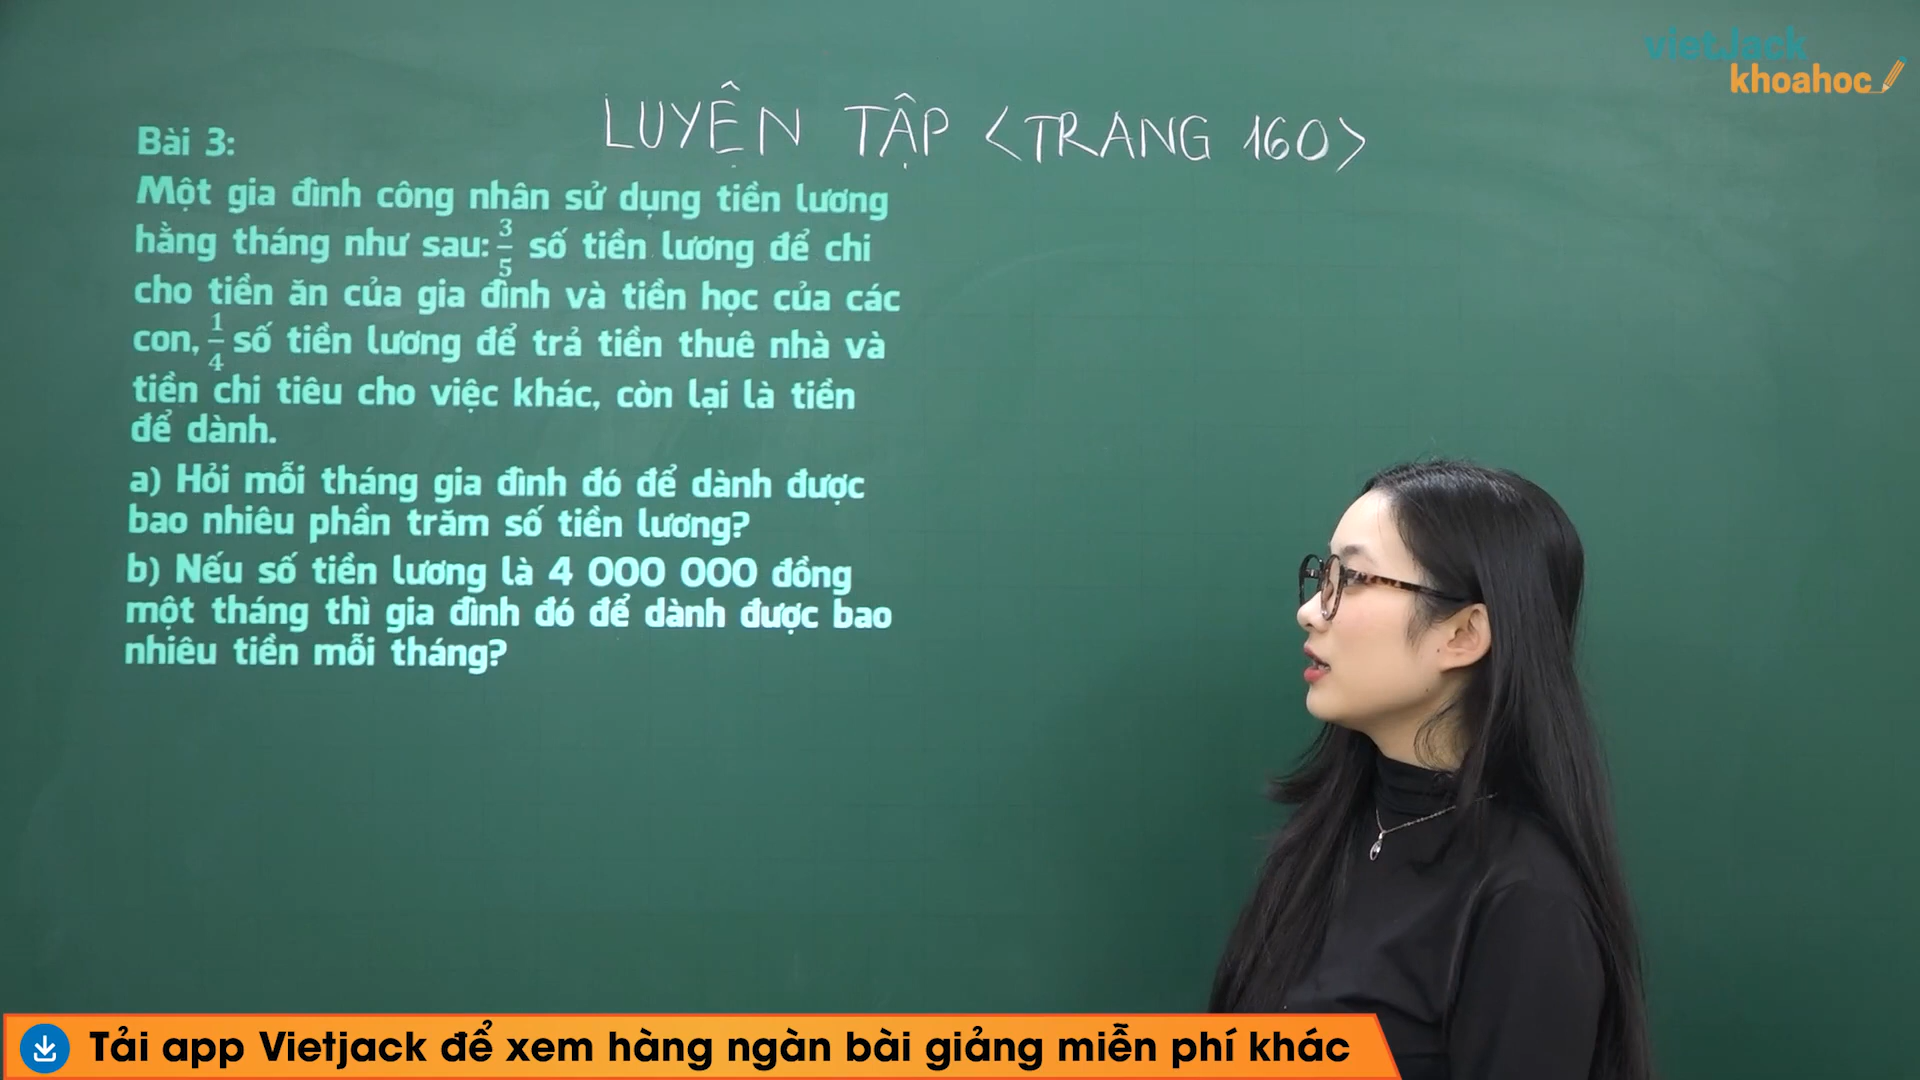 vietJack
khoahoc
LUYỆN TẬP <TRANG 160>
Bài 3:
Một gia đình công nhân sử dụng tiền lương
hằng tháng như sau: 3/5 số tiền lương để chi
cho tiền ăn của gia đình và tiền học của các
con, 1/4 số tiền lương để trả tiền thuê nhà và
tiền chi tiêu cho việc khác, còn lại là tiền
để dành.
a) Hỏi mỗi tháng gia đình đó để dành được
bao nhiêu phần trăm số tiền lương?
b) Nếu số tiền lương là 4 000 000 đồng
một tháng thì gia đình đó để dành được bao
nhiêu tiền mỗi tháng?
Tải app Vietjack để xem hàng ngàn bài giảng miễn phí khác